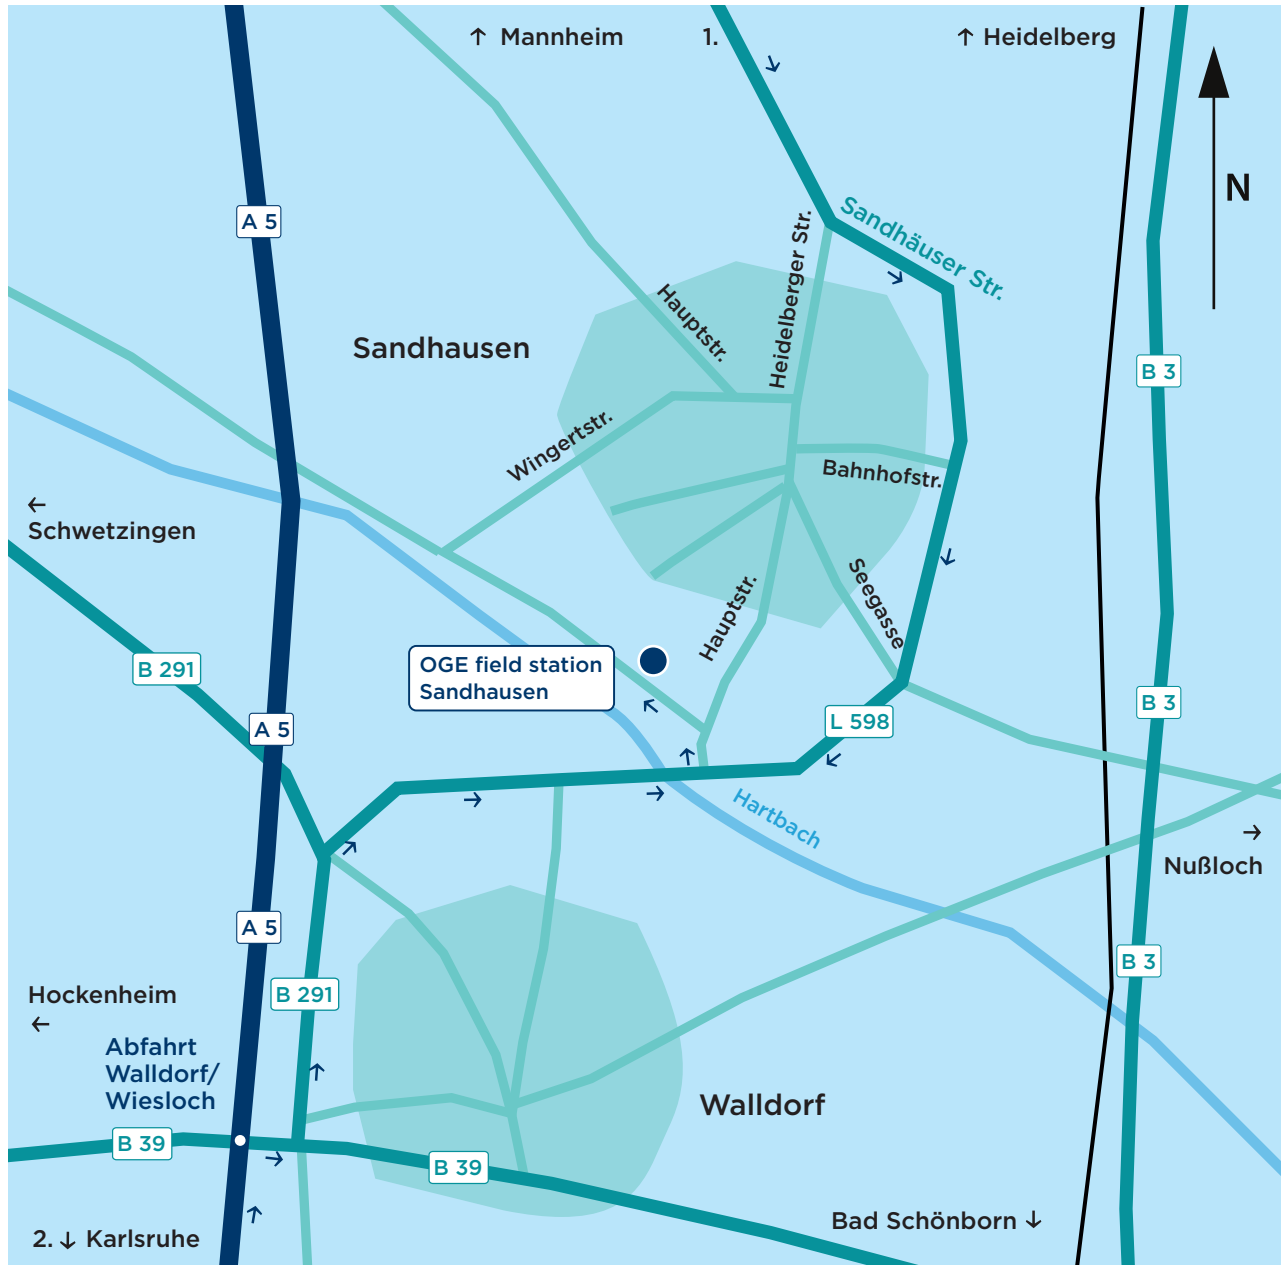 ↑ Mannheim
1.
↑ Heidelberg
N
A 5
Sandhäuser Str.
Heidelberger Str.
Hauptstr.
Sandhausen
B 3
Wingertstr.
Bahnhofstr.
←
Schwetzingen
Seegasse
Hauptstr.
B 291
OGE field station
Sandhausen
B 3
L 598
A 5
Hartbach
→
Nußloch
A 5
B 3
B 291
Hockenheim
←
Abfahrt
Walldorf/
Wiesloch
Walldorf
B 39
B 39
Bad Schönborn ↓
2. ↓ Karlsruhe